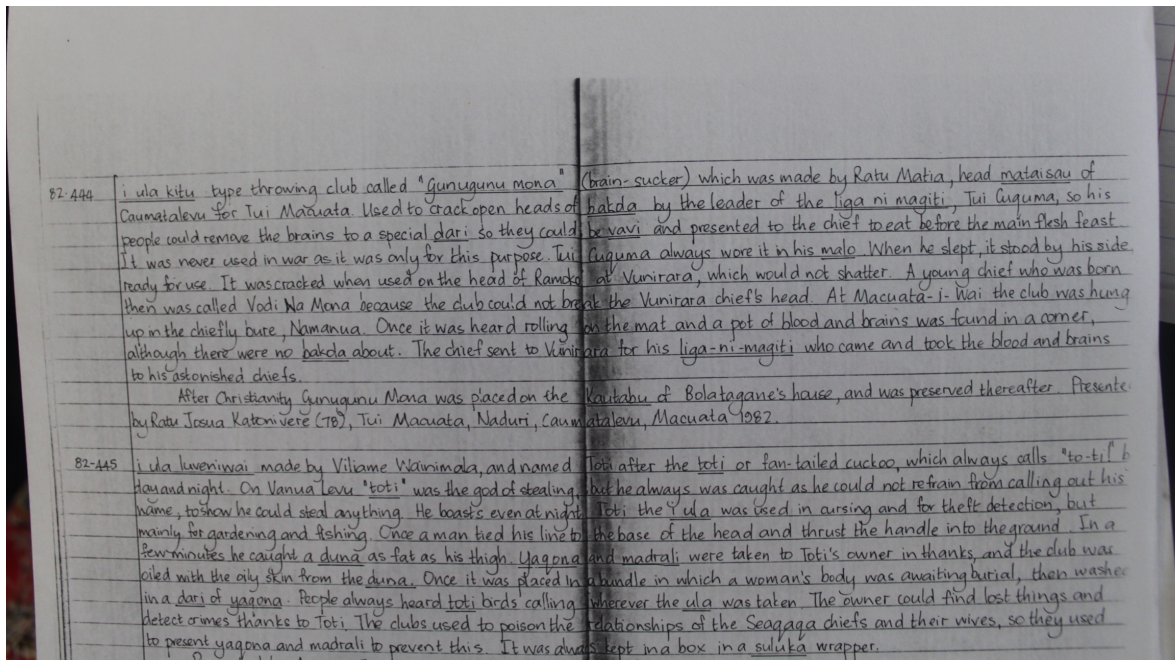 82-444 i ula kitu type throwing club called "Gunugunu mona" (brain-sucker) which was made by Ratu Matia, head mataisau of
Caumatalevu for Tui Macuata. Used to crack open heads of bakda by the leader of the liga ni magiti, Tui Cuguma, so his
people could remove the brains to a special dari so they could be vavi and presented to the chief to eat before the main flesh feast
It was never used in war as it was only for this purpose. Tui Cuguma always wore it in his malo. When he slept, it stood by his side
ready for use. It was cracked when used on the head of Ramoko at Vunirara, which would not shatter. A young chief who was born
then was called Vodi Na Mona because the club could not break the Vunirara chief's head. At Macuata-i-Wai the club was hung
up in the chiefly bure, Namanua. Once it was heard rolling on the mat and a pot of blood and brains was found in a corner,
although there were no bakda about. The chief sent to Vunirara for his liga-ni-magiti who came and took the blood and brains
to his astonished chiefs.
After Christianity Gunugunu Mona was placed on the Kautabu of Bolatagane's house, and was preserved thereafter. Presente
by Ratu Josua Katonivere (78), Tui Macuata, Naduri, Caumatalevu, Macuata 1982.
82-445 i ula luveniwai made by Viliame Wainimala, and named Toti after the toti or fan-tailed cuckoo, which always calls "to-ti" b
day and night. On Vanua Levu "toti" was the god of stealing, but he always was caught as he could not refrain from calling out his
name, to show he could steal anything. He boasts even at night. Toti the i ula was used in cursing and for theft detection, but
mainly for gardening and fishing. Once a man tied his line to the base of the head and thrust the handle into the ground. In a
few minutes he caught a duna as fat as his thigh. Yaqona and madrali were taken to Toti's owner in thanks, and the club was
oiled with the oily skin from the duna. Once it was placed in a bundle in which a woman's body was awaiting burial, then washe
in a dari of yaqona. People always heard toti birds calling wherever the ula was taken. The owner could find lost things and
detect crimes thanks to Toti. The clubs used to poison the relationships of the Seaqaqa chiefs and their wives, so they used
to present yaqona and madrali to prevent this. It was always kept in a box in a suluka wrapper.